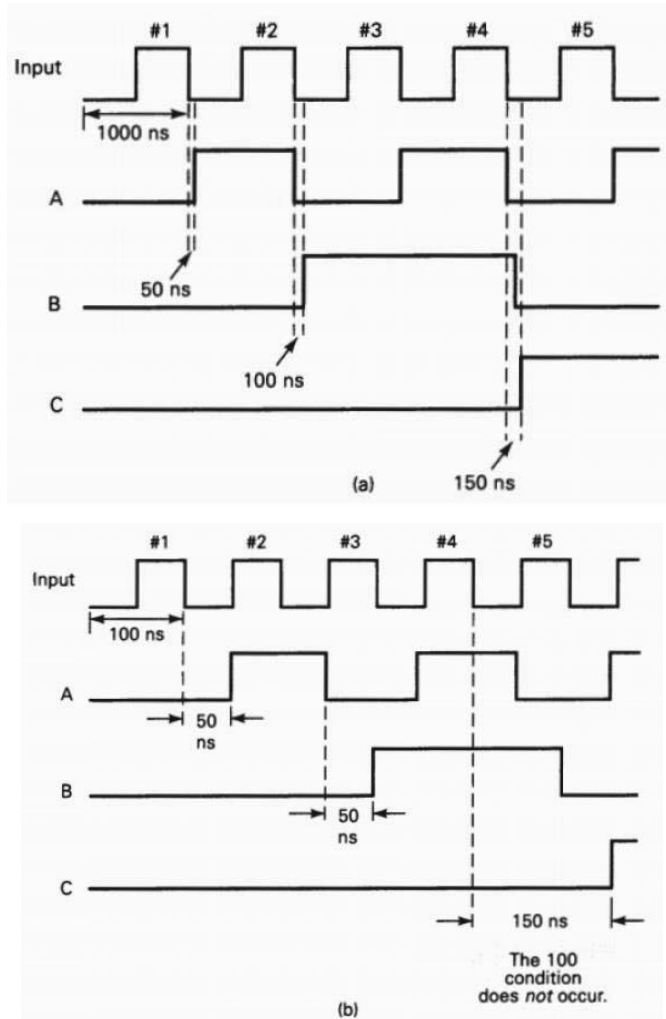 #1 #2 #3 #4 #5
Input
1000 ns
A
50 ns
B
100 ns
C
150 ns
(a)
#1 #2 #3 #4 #5
Input
100 ns
A
50
ns
B
50
ns
C
150 ns
The 100
condition
does not occur.
(b)